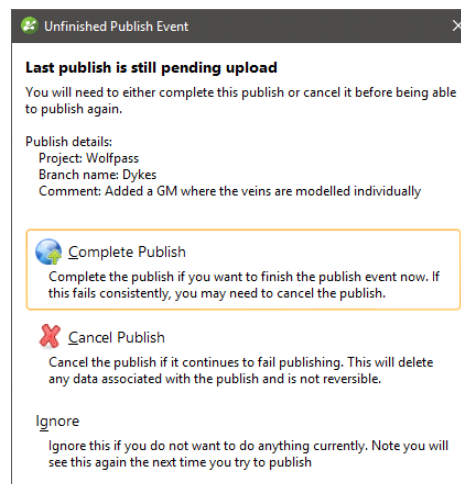 Unfinished Publish Event
Last publish is still pending upload
You will need to either complete this publish or cancel it before being able
to publish again.
Publish details:
Project: Wolfpass
Branch name: Dykes
Comment: Added a GM where the veins are modelled individually
Complete Publish
Complete the publish if you want to finish the publish event now. If
this fails consistently, you may need to cancel the publish.
Cancel Publish
Cancel the publish if it continues to fail publishing. This will delete
any data associated with the publish and is not reversible.
Ignore
Ignore this if you do not want to do anything currently. Note you will
see this again the next time you try to publish